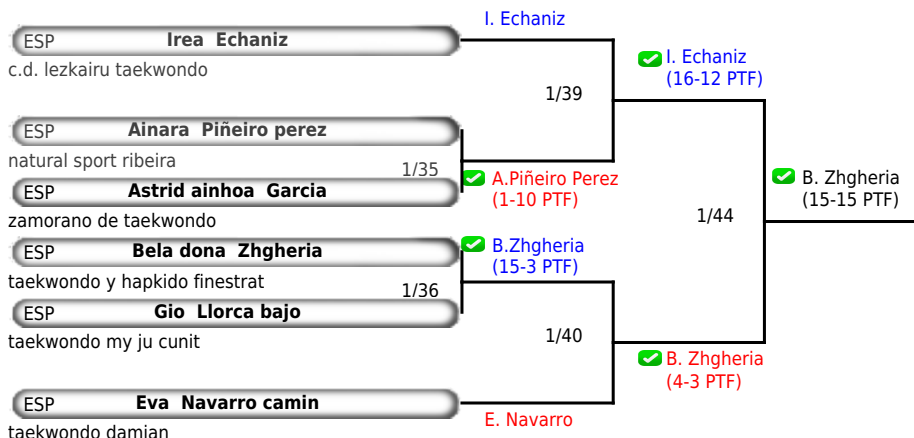 I. Echaniz
ESP Irea Echaniz
c.d. lezkairu taekwondo
I. Echaniz
(16-12 PTF)
1/39
ESP Ainara Piñeiro perez
natural sport ribeira
1/35
A.Piñeiro Perez
(1-10 PTF)
ESP Astrid ainhoa Garcia
zamorano de taekwondo
B. Zhgheria
(15-15 PTF)
1/44
ESP Bela dona Zhgheria
B.Zhgheria
(15-3 PTF)
taekwondo y hapkido finestrat
1/36
ESP Gio Llorca bajo
taekwondo my ju cunit
1/40
B. Zhgheria
(4-3 PTF)
ESP Eva Navarro camin
E. Navarro
taekwondo damian